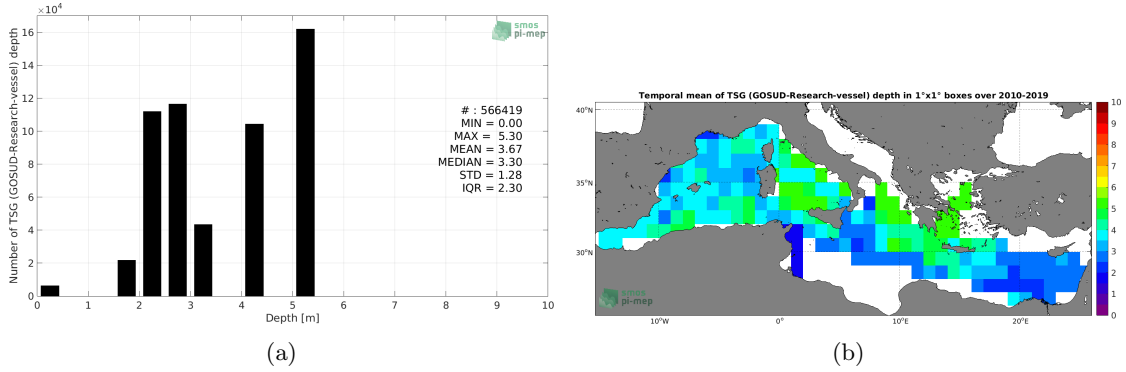 ×10⁴
Number of TSG (GOSUD-Research-vessel) depth
16
14
12
10
8
6
4
2
0
smos
pi-mep
# : 566419
MIN = 0.00
MAX = 5.30
MEAN = 3.67
MEDIAN = 3.30
STD = 1.28
IQR = 2.30
0 1 2 3 4 5 6 7 8 9 10
Depth [m]
(a)
Temporal mean of TSG (GOSUD-Research-vessel) depth in 1°x1° boxes over 2010-2019
40°N
35°N
30°N
smos
pi-mep
10°W 0° 10°E 20°E
10
9
8
7
6
5
4
3
2
1
0
(b)